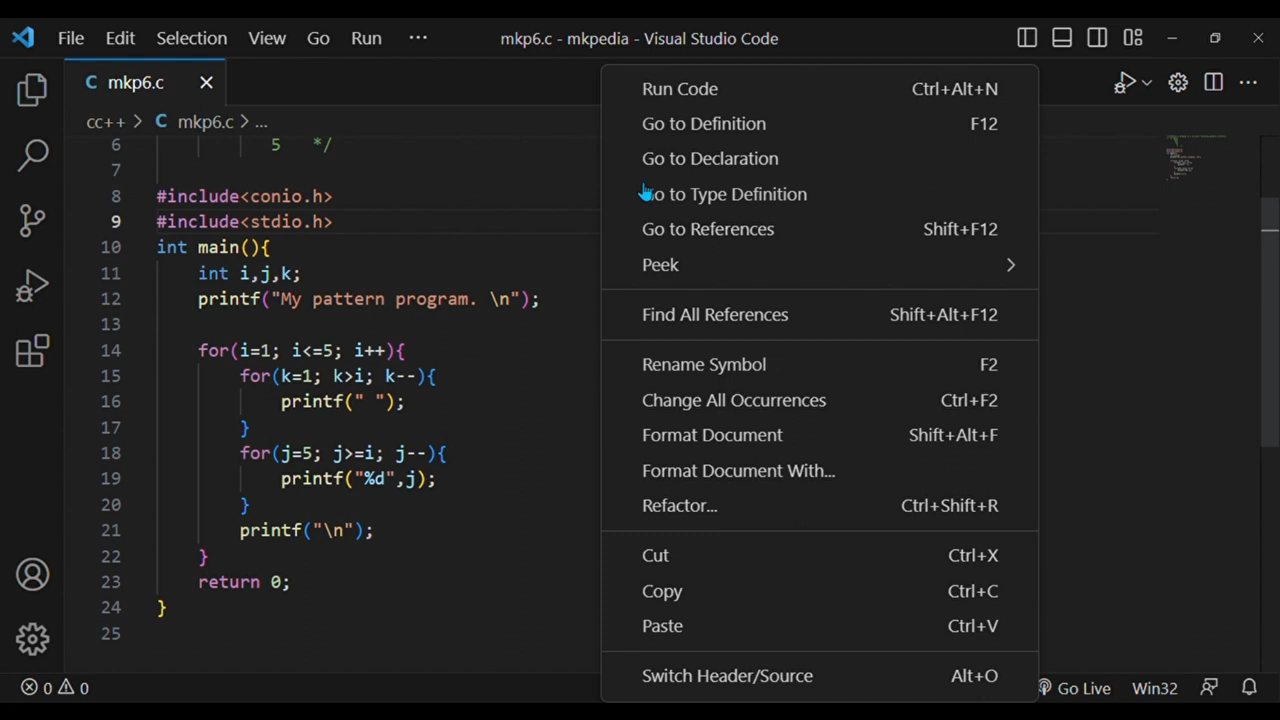 File Edit Selection View Go Run ··· mkp6.c - mkpedia - Visual Studio Code
C mkp6.c ×
cc++ > C mkp6.c > ...
6 5 */
7
8 #include<conio.h>
9 #include<stdio.h>
10 int main(){
11 int i,j,k;
12 printf("My pattern program. \n");
13
14 for(i=1; i<=5; i++){
15 for(k=1; k>i; k--){
16 printf(" ");
17 }
18 for(j=5; j>=i; j--){
19 printf("%d",j);
20 }
21 printf("\n");
22 }
23 return 0;
24 }
25
Run Code Ctrl+Alt+N
Go to Definition F12
Go to Declaration
Go to Type Definition
Go to References Shift+F12
Peek >
Find All References Shift+Alt+F12
Rename Symbol F2
Change All Occurrences Ctrl+F2
Format Document Shift+Alt+F
Format Document With...
Refactor... Ctrl+Shift+R
Cut Ctrl+X
Copy Ctrl+C
Paste Ctrl+V
Switch Header/Source Alt+O
0 0 Go Live Win32